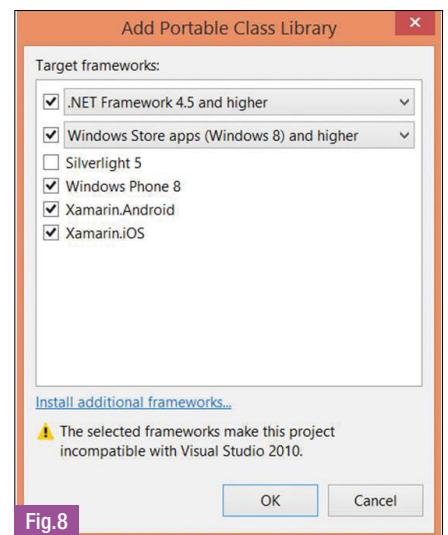 Add Portable Class Library
Target frameworks:
.NET Framework 4.5 and higher
Windows Store apps (Windows 8) and higher
Silverlight 5
Windows Phone 8
Xamarin.Android
Xamarin.iOS
Install additional frameworks...
The selected frameworks make this project
incompatible with Visual Studio 2010.
OK Cancel
Fig.8